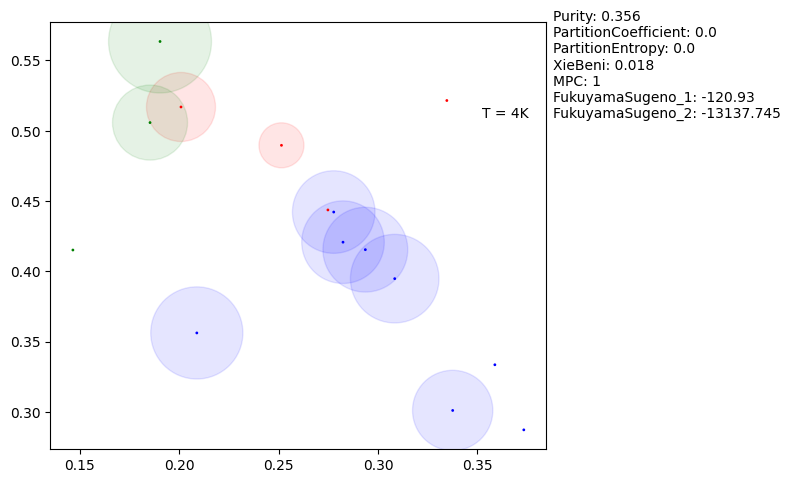 Purity: 0.356
PartitionCoefficient: 0.0
PartitionEntropy: 0.0
XieBeni: 0.018
MPC: 1
FukuyamaSugeno_1: -120.93
FukuyamaSugeno_2: -13137.745
T = 4K
0.55
0.50
0.45
0.40
0.35
0.30
0.15 0.20 0.25 0.30 0.35